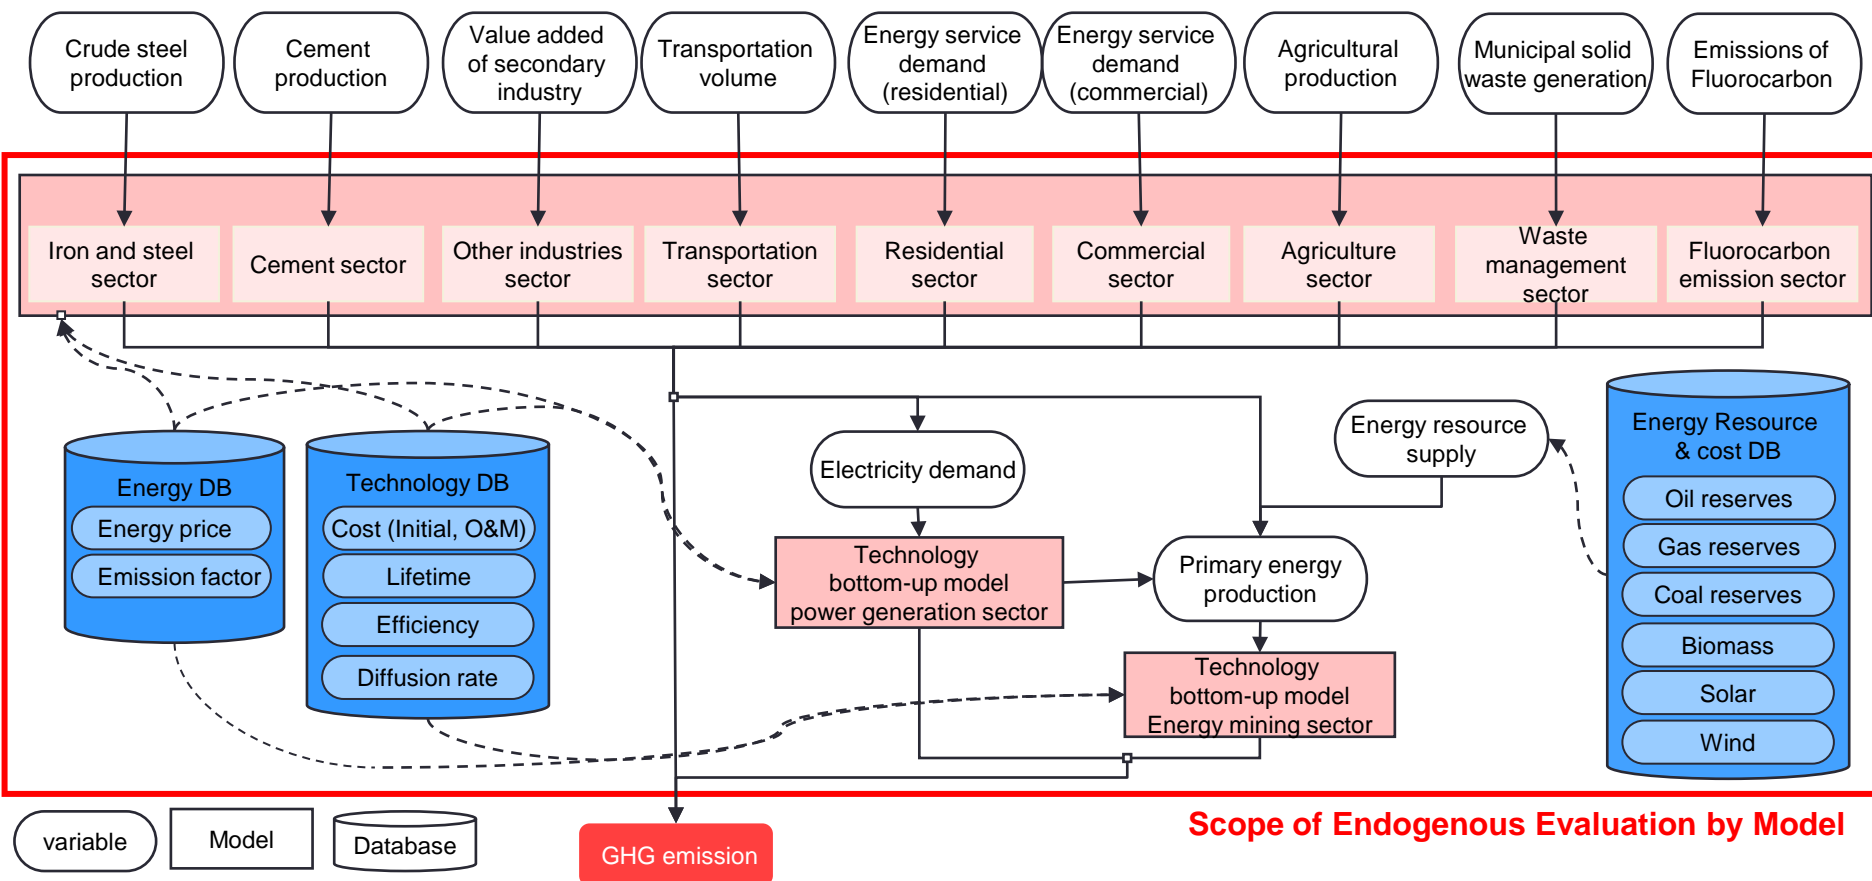 Crude steel
production
Cement
production
Value added
of secondary
industry
Transportation
volume
Energy service
demand
(residential)
Energy service
demand
(commercial)
Agricultural
production
Municipal solid
waste generation
Emissions of
Fluorocarbon
Iron and steel
sector
Cement sector
Other industries
sector
Transportation
sector
Residential
sector
Commercial
sector
Agriculture
sector
Waste
management
sector
Fluorocarbon
emission sector
Energy DB
Energy price
Emission factor
Technology DB
Cost (Initial, O&M)
Lifetime
Efficiency
Diffusion rate
Electricity demand
Energy resource
supply
Technology
bottom-up model
power generation sector
Primary energy
production
Technology
bottom-up model
Energy mining sector
Energy Resource
& cost DB
Oil reserves
Gas reserves
Coal reserves
Biomass
Solar
Wind
Scope of Endogenous Evaluation by Model
variable
Model
Database
GHG emission